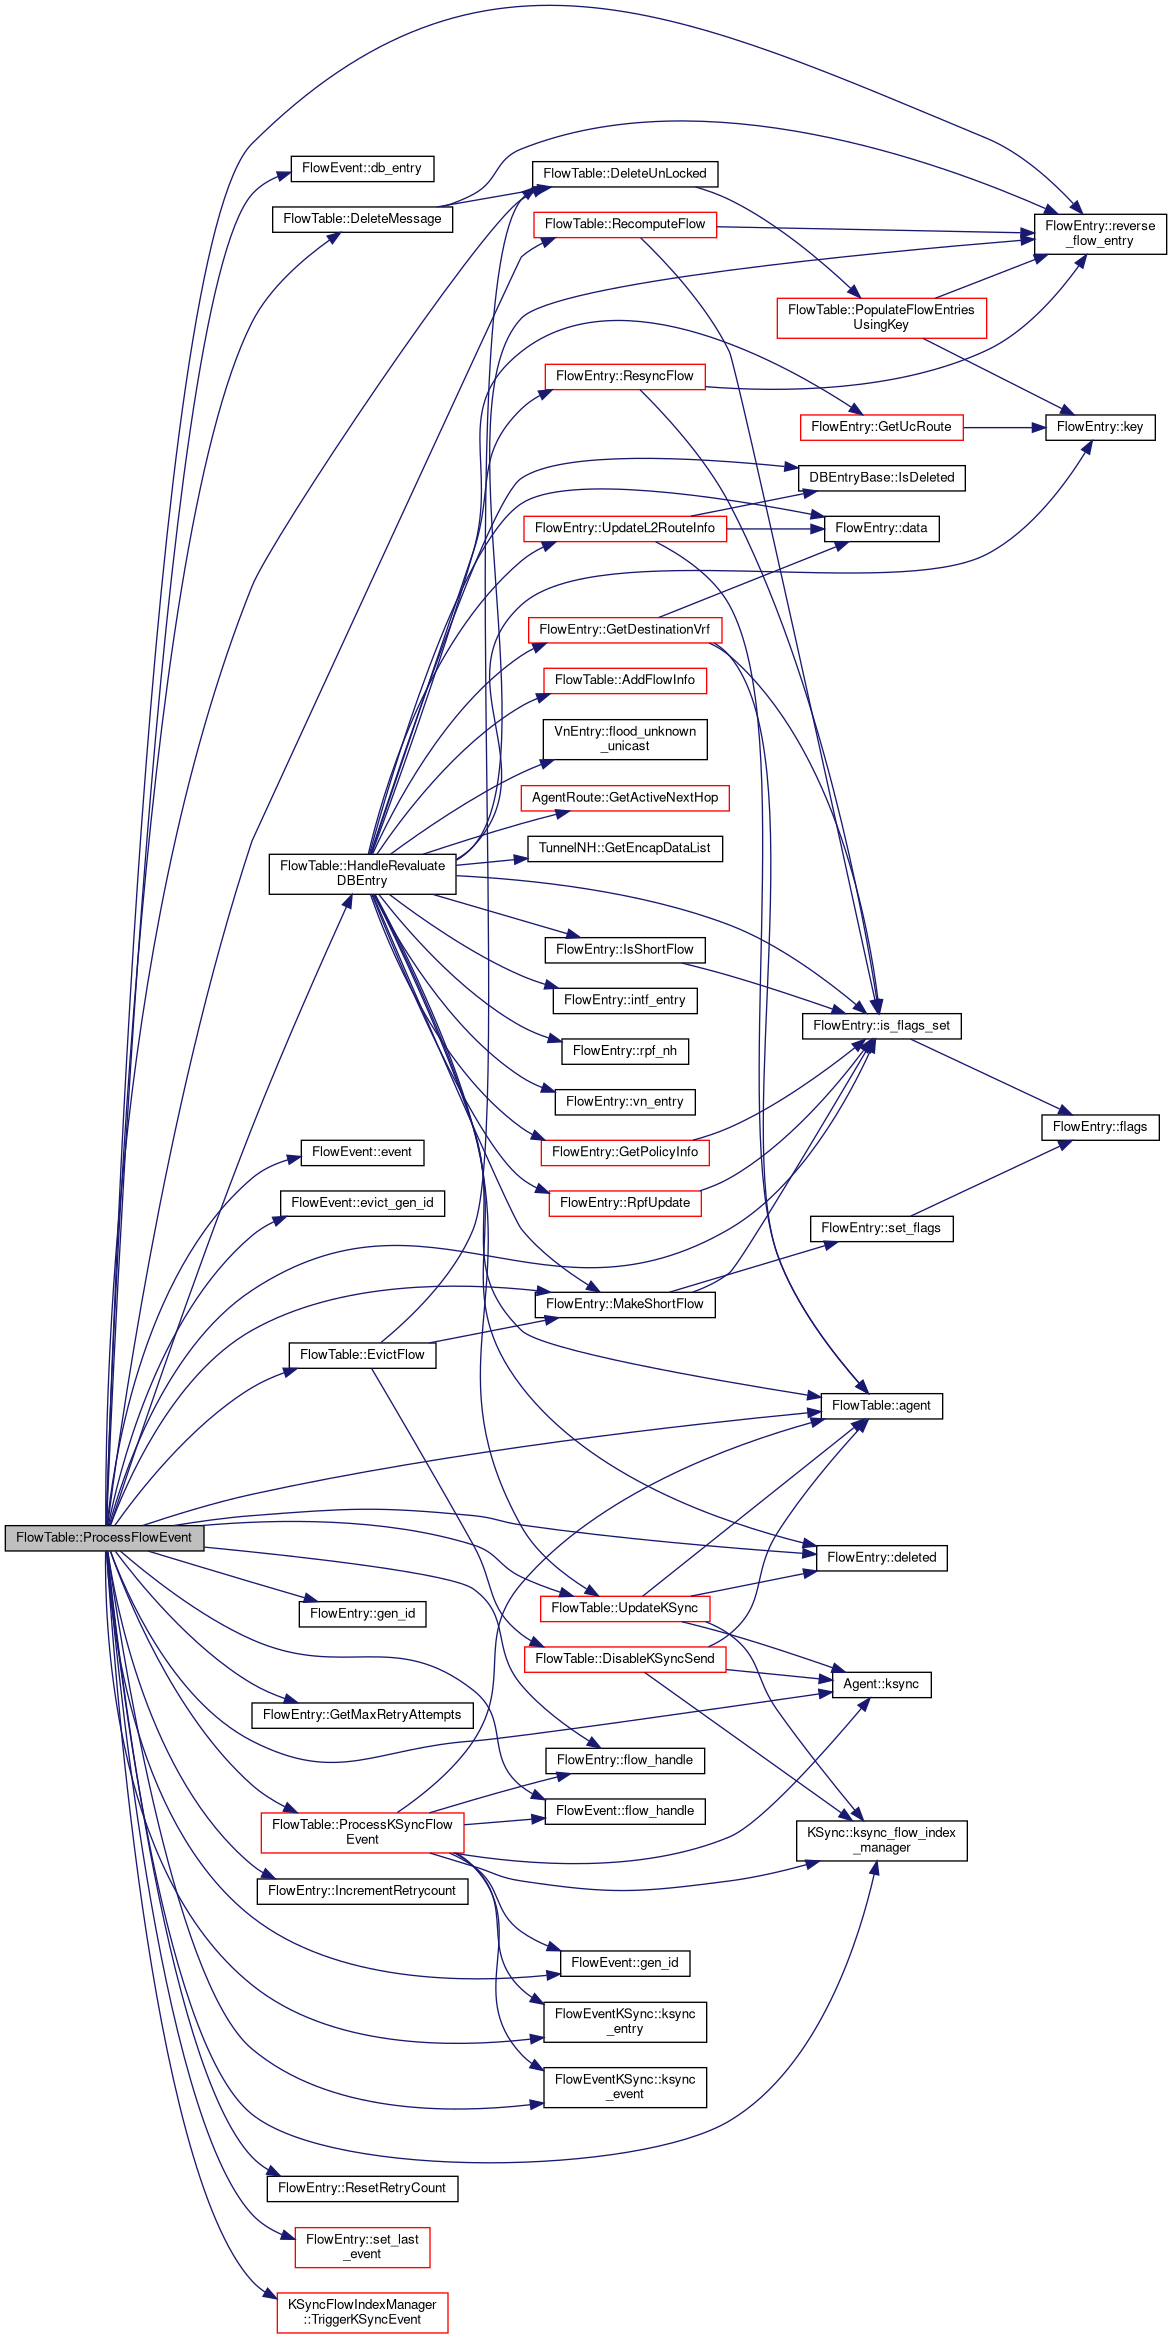 FlowEvent::db_entry
FlowTable::DeleteUnLocked
FlowTable::DeleteMessage
FlowTable::RecomputeFlow
FlowEntry::reverse
_flow_entry
FlowTable::PopulateFlowEntries
UsingKey
FlowEntry::ResyncFlow
FlowEntry::GetUcRoute
FlowEntry::key
DBEntryBase::IsDeleted
FlowEntry::UpdateL2RouteInfo
FlowEntry::data
FlowEntry::GetDestinationVrf
FlowTable::AddFlowInfo
VnEntry::flood_unknown
_unicast
AgentRoute::GetActiveNextHop
TunnelNH::GetEncapDataList
FlowTable::HandleRevaluate
DBEntry
FlowEntry::IsShortFlow
FlowEntry::intf_entry
FlowEntry::is_flags_set
FlowEntry::rpf_nh
FlowEntry::vn_entry
FlowEntry::flags
FlowEvent::event
FlowEntry::GetPolicyInfo
FlowEvent::evict_gen_id
FlowEntry::RpfUpdate
FlowEntry::set_flags
FlowEntry::MakeShortFlow
FlowTable::EvictFlow
FlowTable::agent
FlowTable::ProcessFlowEvent
FlowEntry::deleted
FlowEntry::gen_id
FlowTable::UpdateKSync
FlowTable::DisableKSyncSend
Agent::ksync
FlowEntry::GetMaxRetryAttempts
FlowEntry::flow_handle
FlowEvent::flow_handle
FlowTable::ProcessKSyncFlow
Event
KSync::ksync_flow_index
_manager
FlowEntry::IncrementRetrycount
FlowEvent::gen_id
FlowEventKSync::ksync
_entry
FlowEventKSync::ksync
_event
FlowEntry::ResetRetryCount
FlowEntry::set_last
_event
KSyncFlowIndexManager
::TriggerKSyncEvent